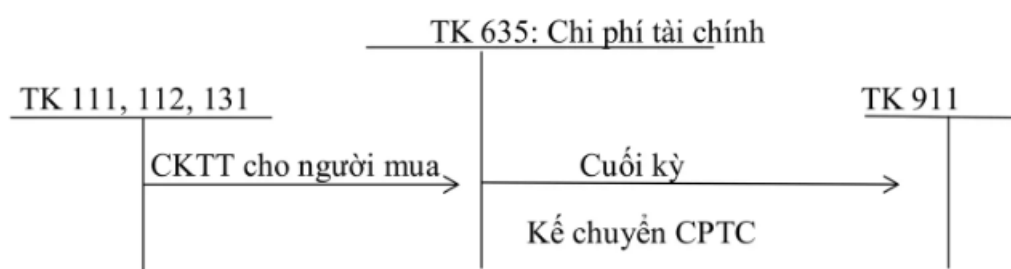 TK 635: Chi phí tài chính
TK 111, 112, 131
TK 911
CKTT cho người mua
Cuối kỳ
Kế chuyển CPTC